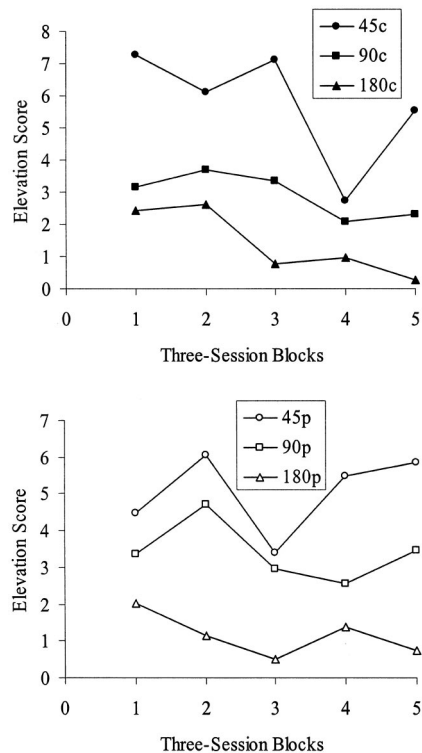 8
7
6
5
4
3
2
1
0
Elevation Score
45c
90c
180c
0 1 2 3 4 5
Three-Session Blocks
7
6
5
4
3
2
1
0
Elevation Score
45p
90p
180p
0 1 2 3 4 5
Three-Session Blocks